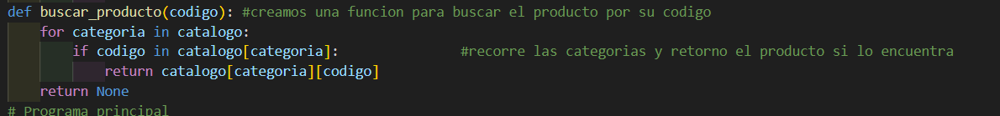 def buscar_producto(codigo): #creamos una funcion para buscar el producto por su codigo
    for categoria in catalogo:
        if codigo in catalogo[categoria]:               #recorre las categorias y retorno el producto si lo encuentra
            return catalogo[categoria][codigo]
    return None
# Programa principal